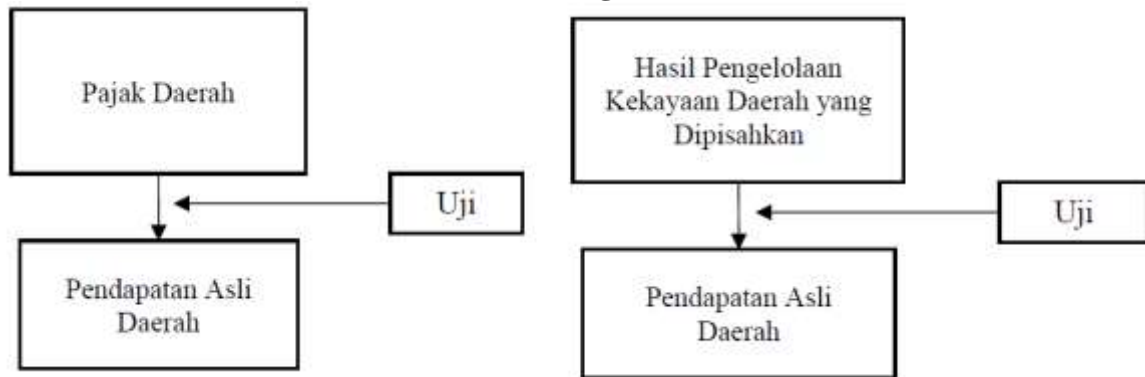 Pajak Daerah
Uji
Pendapatan Asli
Daerah
Hasil Pengelolaan
Kekayaan Daerah yang
Dipisahkan
Uji
Pendapatan Asli
Daerah